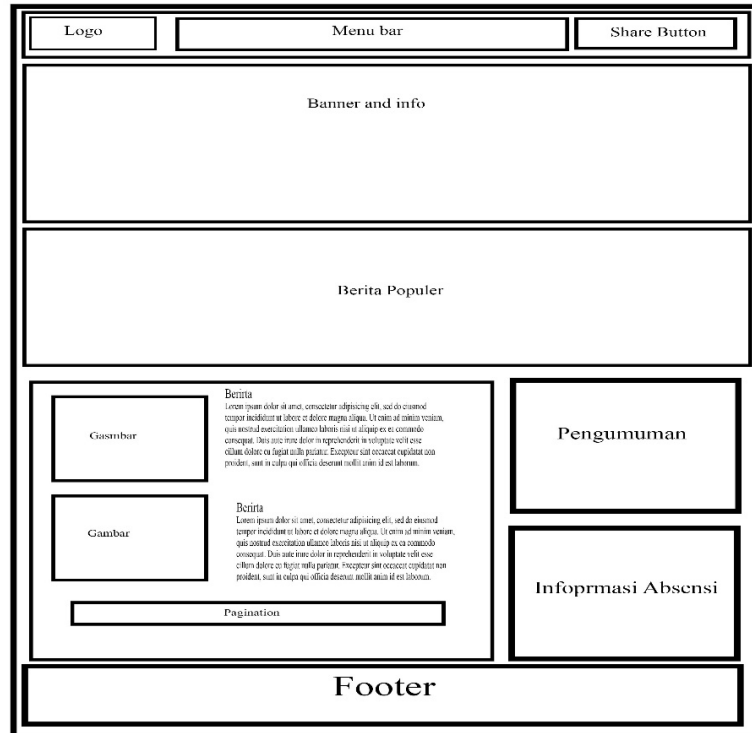 Logo
Menu bar
Share Button
Banner and info
Berita Populer
Gasmbar
Berirta
Lorem ipsum dolor sit amet, consectetur adipisicing elit, sed do eiusmod
tempor incididunt ut labore et dolore magna aliqua. Ut enim ad minim veniam,
quis nostrud exercitation ullamco laboris nisi ut aliquip ex ea commodo
consequat. Duis aute irure dolor in reprehenderit in voluptate velit esse
cillum dolore eu fugiat nulla pariatur. Excepteur sint occaecat cupidatat non
proident, sunt in culpa qui officia deserunt mollit anim id est laborum.
Gambar
Berirta
Lorem ipsum dolor sit amet, consectetur adipisicing elit, sed do eiusmod
tempor incididunt ut labore et dolore magna aliqua. Ut enim ad minim veniam,
quis nostrud exercitation ullamco laboris nisi ut aliquip ex ea commodo
consequat. Duis aute irure dolor in reprehenderit in voluptate velit esse
cillum dolore eu fugiat nulla pariatur. Excepteur sint occaecat cupidatat non
proident, sunt in culpa qui officia deserunt mollit anim id est laborum.
Pagination
Pengumuman
Infoprmasi Absensi
Footer